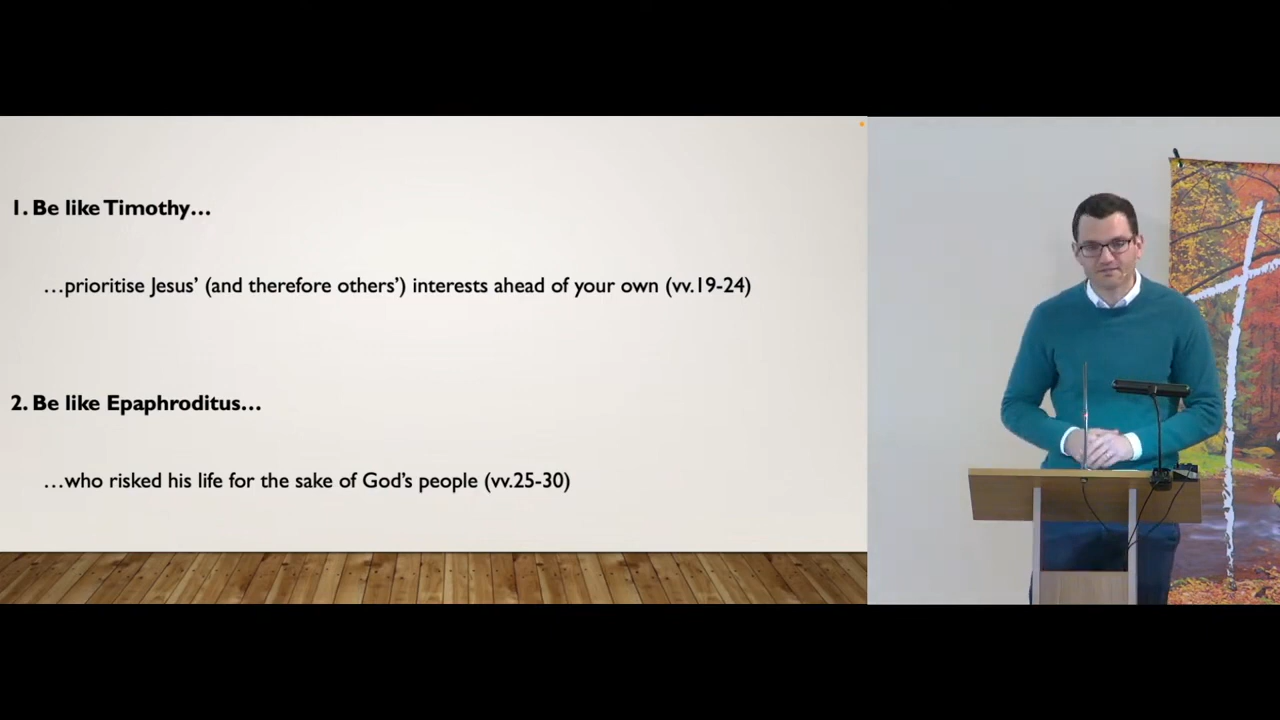 1. Be like Timothy…
…prioritise Jesus’ (and therefore others’) interests ahead of your own (vv.19-24)
2. Be like Epaphroditus…
…who risked his life for the sake of God’s people (vv.25-30)